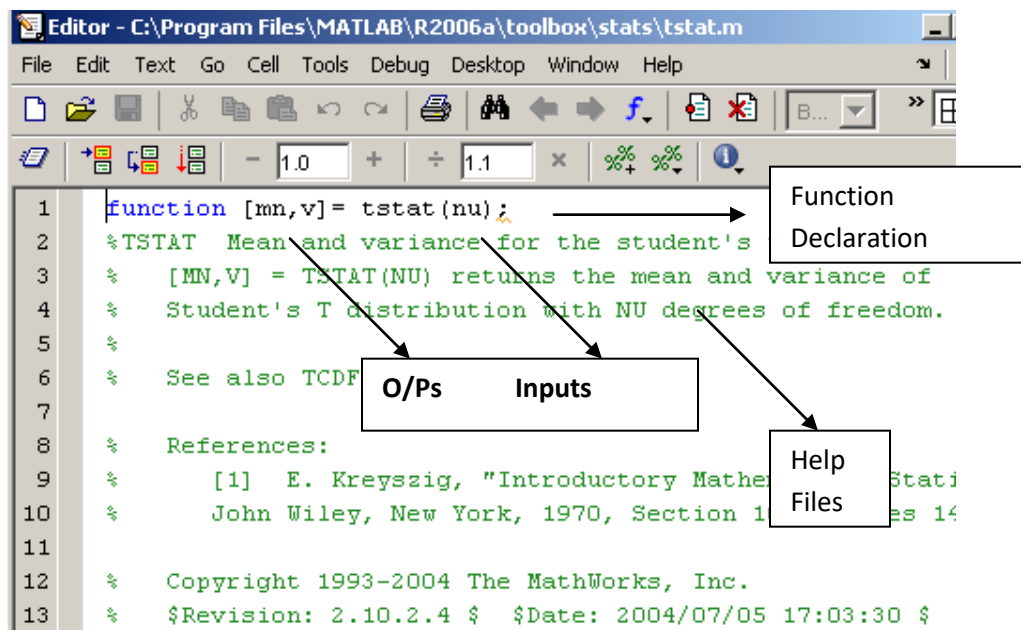 Editor - C:\Program Files\MATLAB\R2006a\toolbox\stats\tstat.m
File Edit Text Go Cell Tools Debug Desktop Window Help
B...
1.0 1.1
1 function [mn,v]= tstat(nu);
Function
Declaration
2 %TSTAT Mean and variance for the student's
3 % [MN,V] = TSTAT(NU) returns the mean and variance of
4 % Student's T distribution with NU degrees of freedom.
5 %
6 % See also TCDF
O/Ps Inputs
7
8 % References:
Help
Files
9 % [1] E. Kreyszig, "Introductory Mathe Stati
10 % John Wiley, New York, 1970, Section 1 es 14
11
12 % Copyright 1993-2004 The MathWorks, Inc.
13 % $Revision: 2.10.2.4 $ $Date: 2004/07/05 17:03:30 $